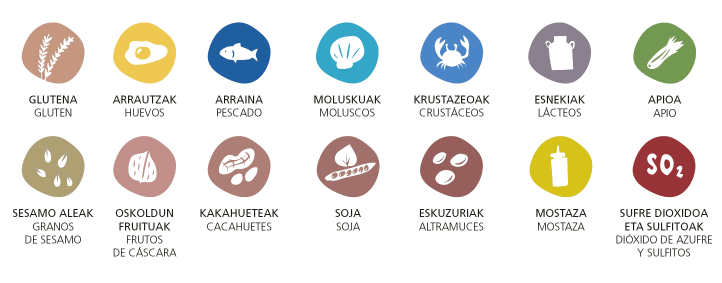 GLUTENA
GLUTEN
ARRAUTZAK
HUEVOS
ARRAINA
PESCADO
MOLUSKUAK
MOLUSCOS
KRUSTAZEOAK
CRUSTÁCEOS
ESNEKIAK
LÁCTEOS
APIOA
APIO
SESAMO ALEAK
GRANOS
DE SESAMO
OSKOLDUN
FRUITUAK
FRUTOS
DE CÁSCARA
KAKAHUETEAK
CACAHUETES
SOJA
SOJA
ESKUZURIAK
ALTRAMUCES
MOSTAZA
MOSTAZA
SO2
SUFRE DIOXIDOA
ETA SULFITOAK
DIÓXIDO DE AZUFRE
Y SULFITOS